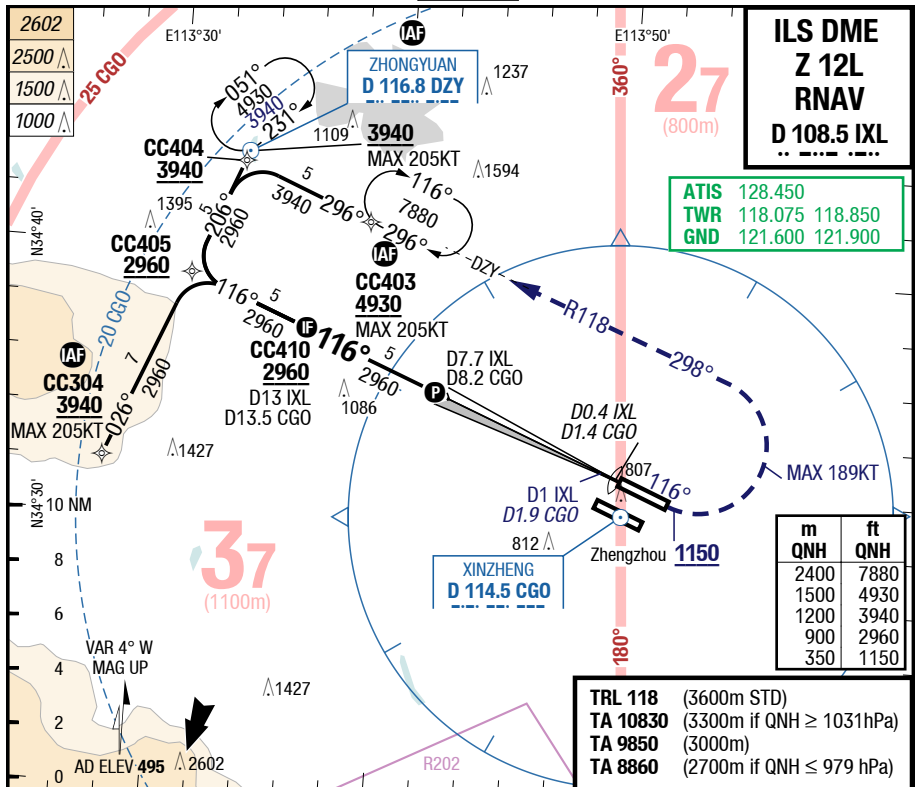 2602
2500
1500
1000
25 CGO
E113°30'
IAF
ZHONGYUAN
D 116.8 DZY
1237
E113°50'
360°
27
(800m)
ILS DME
Z 12L
RNAV
D 108.5 IXL
ATIS 128.450
TWR 118.075 118.850
GND 121.600 121.900
051°
4930
3940
231°
1109
3940
MAX 205KT
CC404
3940
1594
5
3940
296°
116°
7880
296°
DZY
1395
5
206°
2960
N34°40'
CC405
2960
IAF
CC403
4930
MAX 205KT
R118
298°
20 CGO
116°
5
2960
IF
116°
5
2960
CC410
2960
D13 IXL
D13.5 CGO
1086
D7.7 IXL
D8.2 CGO
P
IAF
CC304
3940
MAX 205KT
7
2960
026°
1427
D0.4 IXL
D1.4 CGO
807
116°
MAX 189KT
D1 IXL
D1.9 CGO
1150
Zhengzhou
812
XINZHENG
D 114.5 CGO
N34°30'
10 NM
8
6
4
2
0
37
(1100m)
m ft
QNH QNH
2400 7880
1500 4930
1200 3940
900 2960
350 1150
180°
VAR 4° W
MAG UP
1427
AD ELEV 495
2602
R202
TRL 118 (3600m STD)
TA 10830 (3300m if QNH ≥ 1031hPa)
TA 9850 (3000m)
TA 8860 (2700m if QNH ≤ 979 hPa)